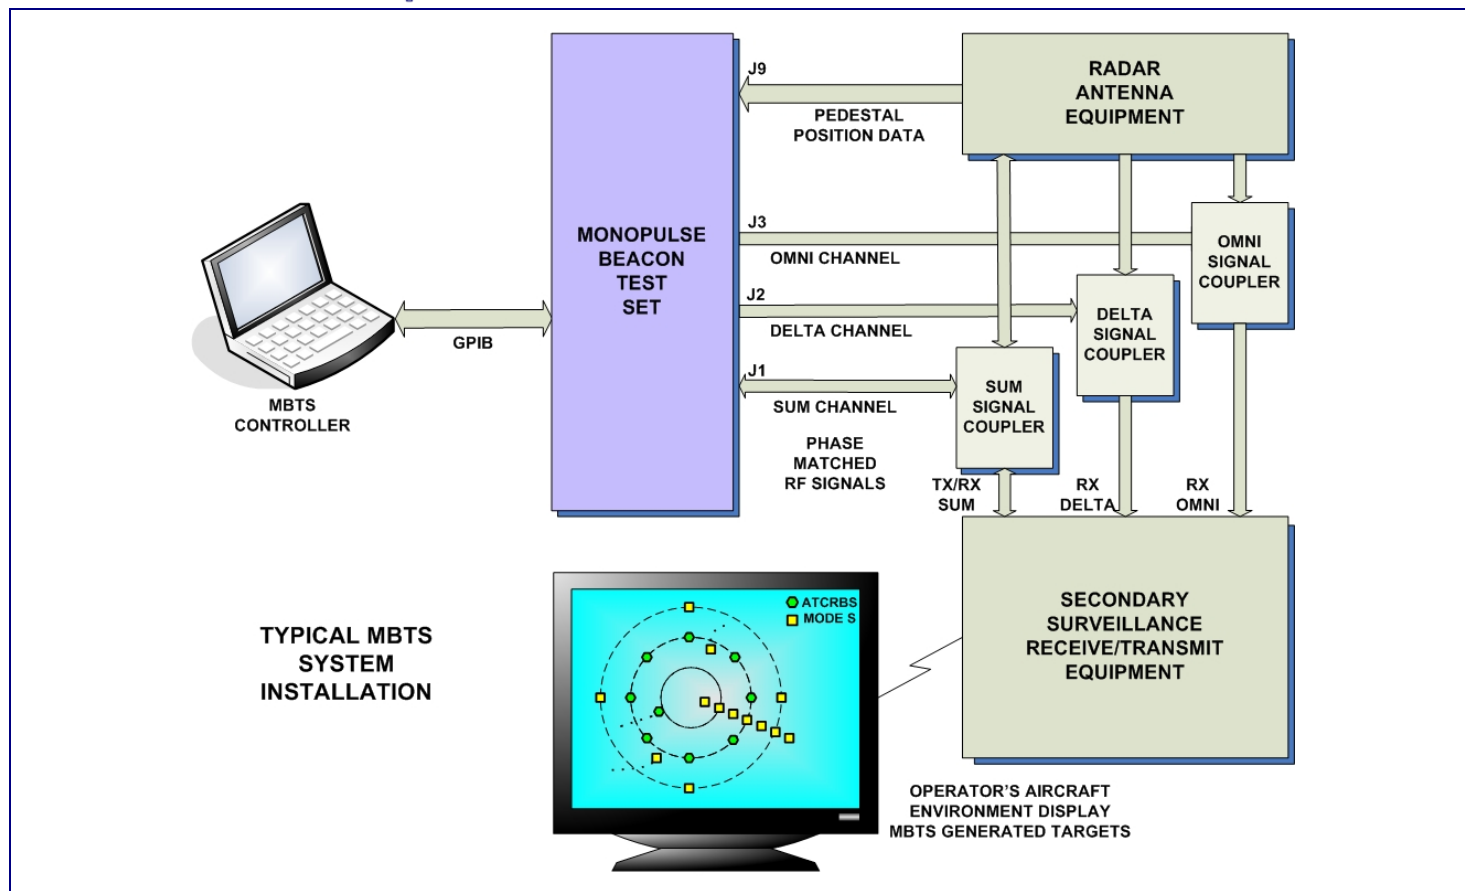 RADAR
ANTENNA
EQUIPMENT
J9
PEDESTAL
POSITION DATA
MONOPULSE
BEACON
TEST
SET
J3
OMNI CHANNEL
OMNI
SIGNAL
COUPLER
J2
DELTA CHANNEL
DELTA
SIGNAL
COUPLER
GPIB
J1
SUM CHANNEL
SUM
SIGNAL
COUPLER
MBTS
CONTROLLER
PHASE
MATCHED
RF SIGNALS
TX/RX
SUM
RX
DELTA
RX
OMNI
TYPICAL MBTS
SYSTEM
INSTALLATION
ATCRBS
MODE S
SECONDARY
SURVEILLANCE
RECEIVE/TRANSMIT
EQUIPMENT
OPERATOR'S AIRCRAFT
ENVIRONMENT DISPLAY
MBTS GENERATED TARGETS